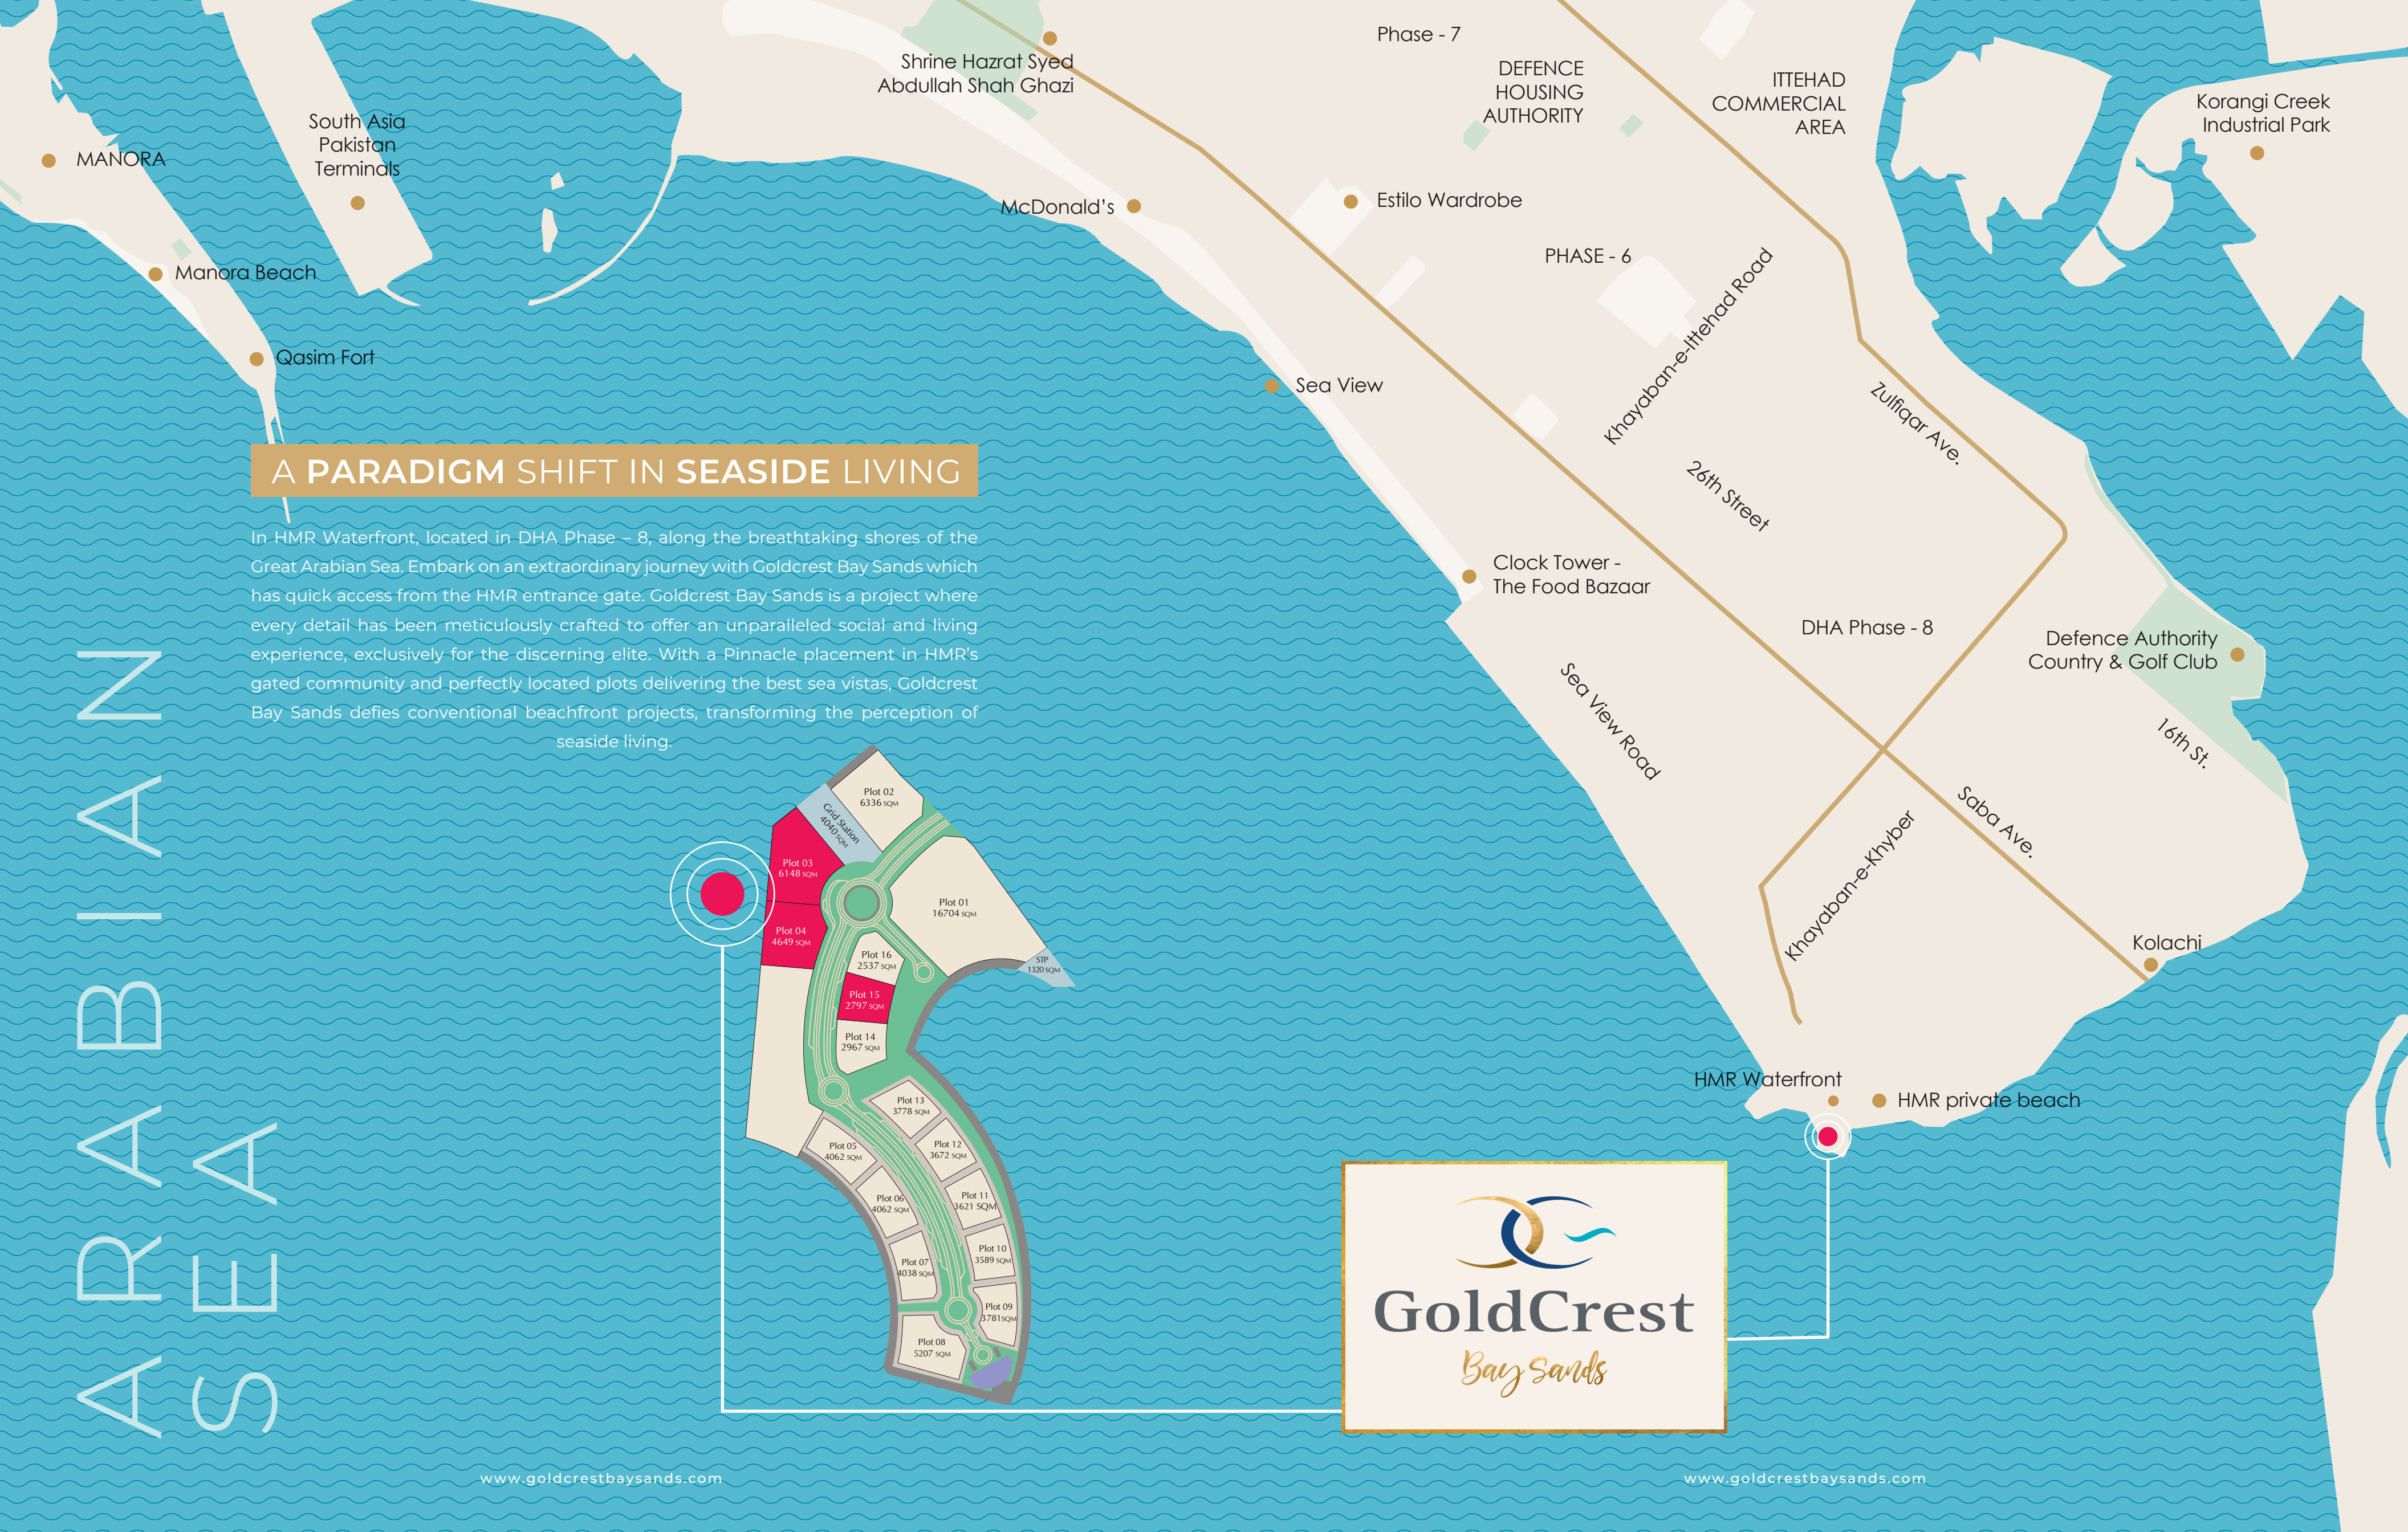 Phase - 7
Shrine Hazrat Syed
Abdullah Shah Ghazi
DEFENCE
HOUSING
AUTHORITY
ITTEHAD
COMMERCIAL
AREA
Korangi Creek
Industrial Park
South Asia
Pakistan
Terminals
MANORA
McDonald's
Estilo Wardrobe
PHASE - 6
Manora Beach
Khayaban-e-Ittehad Road
Qasim Fort
Sea View
Zulfiqar Ave.
26th Street
A PARADIGM SHIFT IN SEASIDE LIVING
In HMR Waterfront, located in DHA Phase – 8, along the breathtaking shores of the
Great Arabian Sea. Embark on an extraordinary journey with Goldcrest Bay Sands which
has quick access from the HMR entrance gate. Goldcrest Bay Sands is a project where
every detail has been meticulously crafted to offer an unparalleled social and living
experience, exclusively for the discerning elite. With a Pinnacle placement in HMR's
gated community and perfectly located plots delivering the best sea vistas, Goldcrest
Bay Sands defies conventional beachfront projects, transforming the perception of
seaside living.
Clock Tower -
The Food Bazaar
DHA Phase - 8
Defence Authority
Country & Golf Club
Sea View Road
16th St.
Saba Ave.
Khayaban-e-Khyber
Kolachi
HMR Waterfront
HMR private beach
ARABIAN
SEA
Plot 02
6336 SQM
Grid Station
4040 SQM
Plot 03
6148 SQM
Plot 01
16704 SQM
Plot 04
4649 SQM
Plot 16
2537 SQM
STP
1320 SQM
Plot 15
2797 SQM
Plot 14
2967 SQM
Plot 13
3778 SQM
Plot 05
4062 SQM
Plot 12
3672 SQM
Plot 06
4062 SQM
Plot 11
3621 SQM
Plot 10
3589 SQM
Plot 07
4038 SQM
Plot 09
3781 SQM
Plot 08
5207 SQM
GoldCrest
Bay Sands
www.goldcrestbaysands.com
www.goldcrestbaysands.com